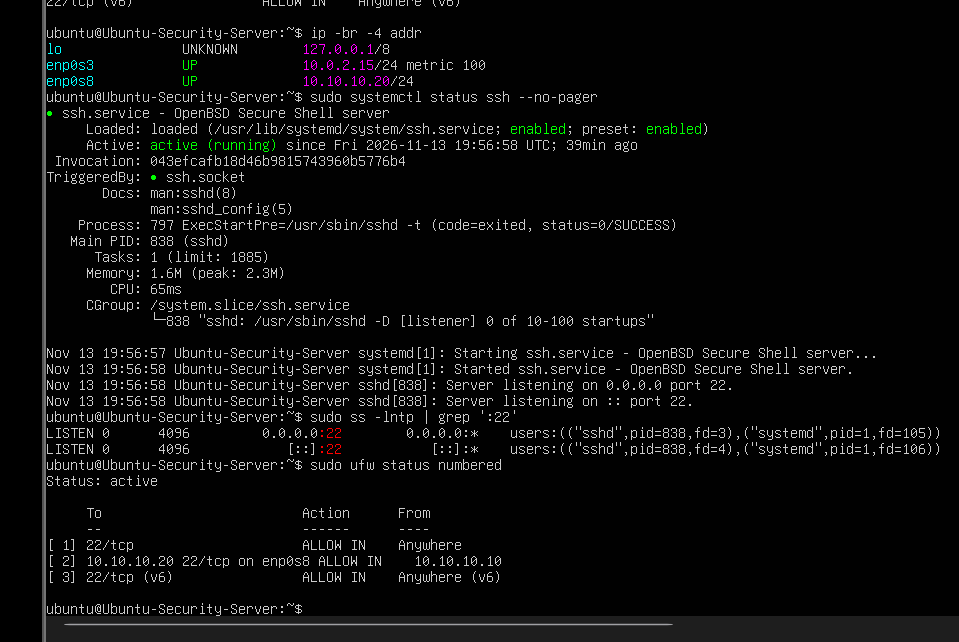 22/tcp (v6)                  ALLOW IN    Anywhere (v6)
ubuntu@Ubuntu-Security-Server:~$ ip -br -4 addr
lo               UNKNOWN        127.0.0.1/8
enp0s3           UP             10.0.2.15/24 metric 100
enp0s8           UP             10.10.10.20/24
ubuntu@Ubuntu-Security-Server:~$ sudo systemctl status ssh --no-pager
● ssh.service - OpenBSD Secure Shell server
     Loaded: loaded (/usr/lib/systemd/system/ssh.service; enabled; preset: enabled)
     Active: active (running) since Fri 2026-11-13 19:56:58 UTC; 39min ago
 Invocation: 043efcafb18d46b9815743960b5776b4
TriggeredBy: ● ssh.socket
       Docs: man:sshd(8)
             man:sshd_config(5)
    Process: 797 ExecStartPre=/usr/sbin/sshd -t (code=exited, status=0/SUCCESS)
   Main PID: 838 (sshd)
      Tasks: 1 (limit: 1885)
     Memory: 1.6M (peak: 2.3M)
        CPU: 65ms
     CGroup: /system.slice/ssh.service
             └─838 "sshd: /usr/sbin/sshd -D [listener] 0 of 10-100 startups"
Nov 13 19:56:57 Ubuntu-Security-Server systemd[1]: Starting ssh.service - OpenBSD Secure Shell server...
Nov 13 19:56:58 Ubuntu-Security-Server systemd[1]: Started ssh.service - OpenBSD Secure Shell server.
Nov 13 19:56:58 Ubuntu-Security-Server sshd[838]: Server listening on 0.0.0.0 port 22.
Nov 13 19:56:58 Ubuntu-Security-Server sshd[838]: Server listening on :: port 22.
ubuntu@Ubuntu-Security-Server:~$ sudo ss -lntp | grep ':22'
LISTEN 0      4096         0.0.0.0:22        0.0.0.0:*    users:(("sshd",pid=838,fd=3),("systemd",pid=1,fd=105))
LISTEN 0      4096            [::]:22           [::]:*    users:(("sshd",pid=838,fd=4),("systemd",pid=1,fd=106))
ubuntu@Ubuntu-Security-Server:~$ sudo ufw status numbered
Status: active
     To                         Action      From
     --                         ------      ----
[ 1] 22/tcp                     ALLOW IN    Anywhere
[ 2] 10.10.10.20 22/tcp on enp0s8 ALLOW IN    10.10.10.10
[ 3] 22/tcp (v6)                ALLOW IN    Anywhere (v6)
ubuntu@Ubuntu-Security-Server:~$